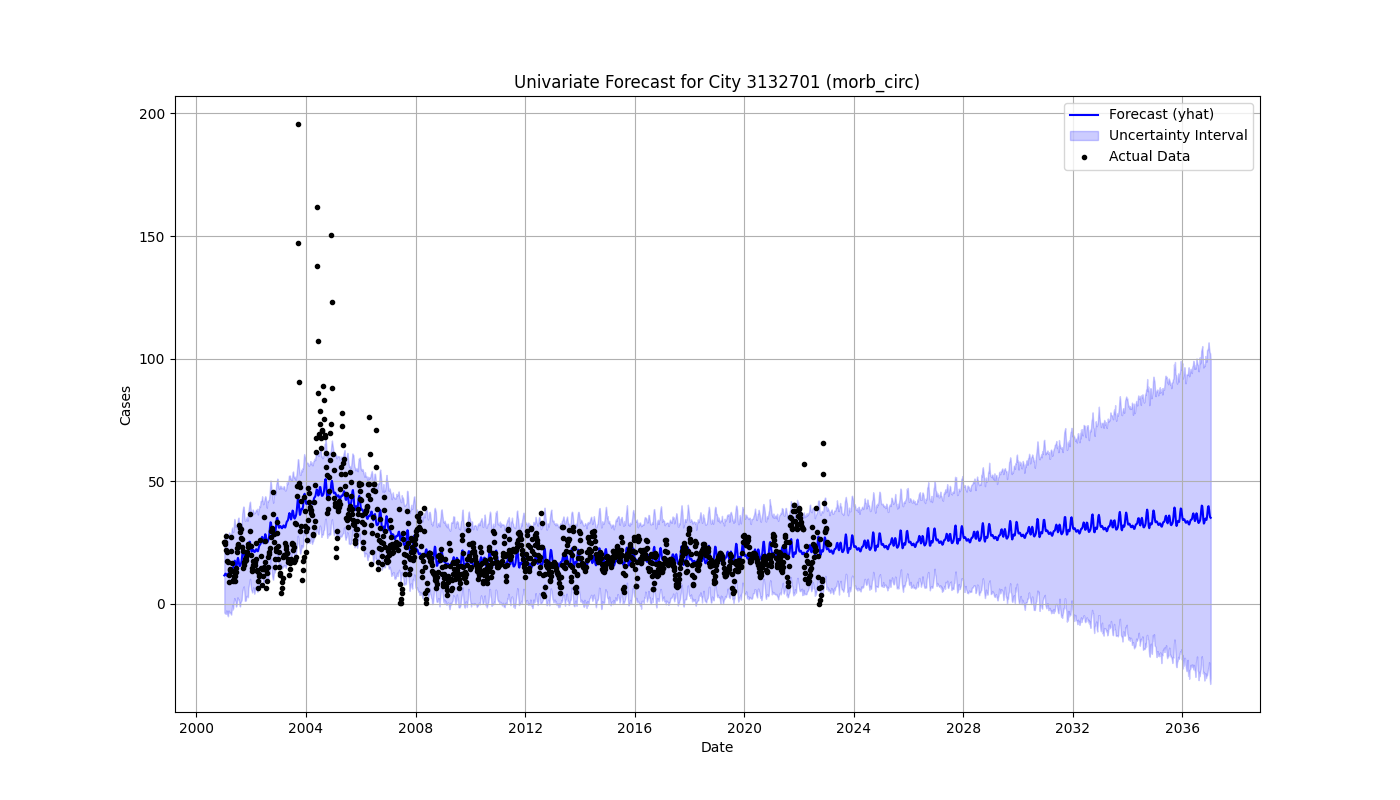 Univariate Forecast for City 3132701 (morb_circ)
Forecast (yhat)
Uncertainty Interval
Actual Data
Cases
200
150
100
50
0
2000 2004 2008 2012 2016 2020 2024 2028 2032 2036
Date